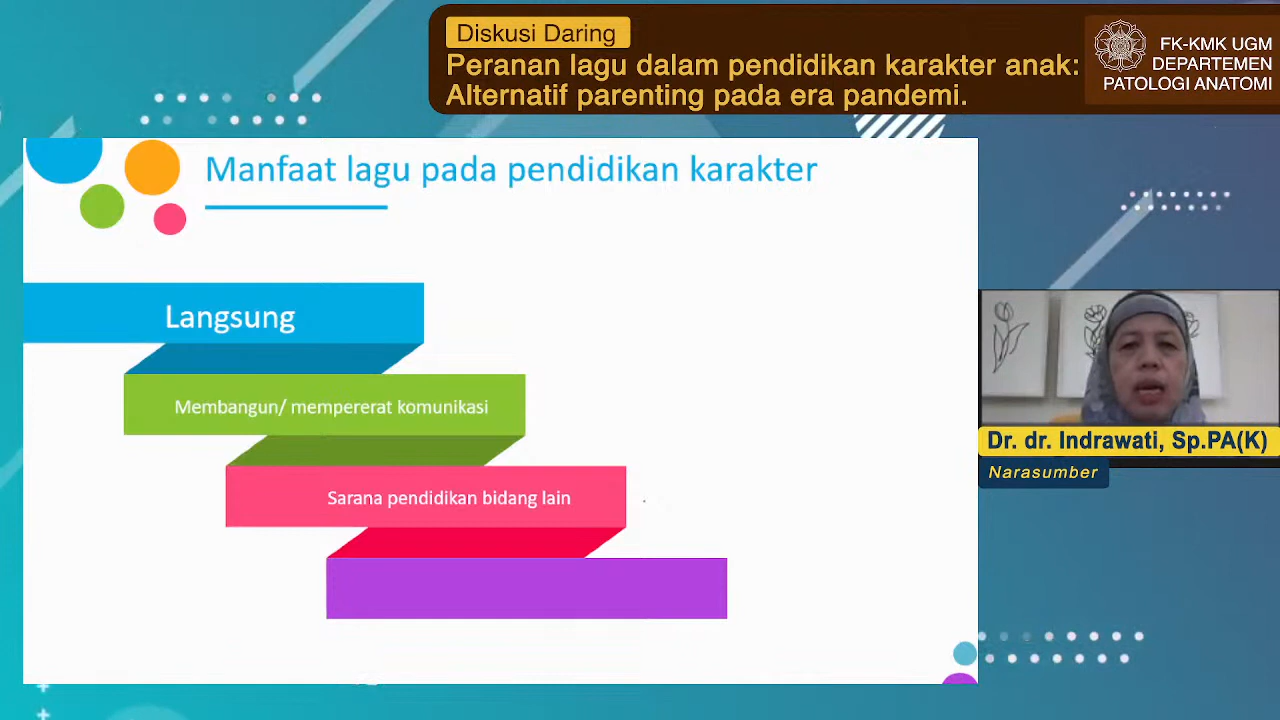 Diskusi Daring
Peranan lagu dalam pendidikan karakter anak:
Alternatif parenting pada era pandemi.
FK-KMK UGM
DEPARTEMEN
PATOLOGI ANATOMI
Manfaat lagu pada pendidikan karakter
Langsung
Membangun/ mempererat komunikasi
Sarana pendidikan bidang lain
Dr. dr. Indrawati, Sp.PA(K)
Narasumber